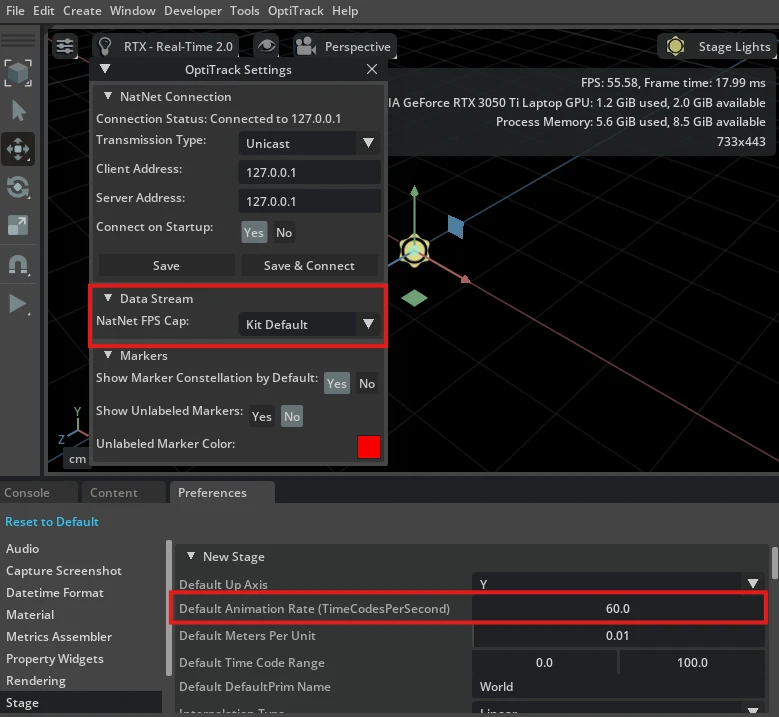 File Edit Create Window Developer Tools OptiTrack Help
RTX - Real-Time 2.0 Perspective Stage Lights
OptiTrack Settings
FPS: 55.58, Frame time: 17.99 ms
IA GeForce RTX 3050 Ti Laptop GPU: 1.2 GiB used, 2.0 GiB available
Process Memory: 5.6 GiB used, 8.5 GiB available
733x443
NatNet Connection
Connection Status: Connected to 127.0.0.1
Transmission Type: Unicast
Client Address: 127.0.0.1
Server Address: 127.0.0.1
Connect on Startup: Yes No
Save Save & Connect
Data Stream
NatNet FPS Cap: Kit Default
Markers
Show Marker Constellation by Default: Yes No
Show Unlabeled Markers: Yes No
Unlabeled Marker Color:
Y
Z
cm
Console Content Preferences
Reset to Default
Audio
Capture Screenshot
Datetime Format
Material
Metrics Assembler
Property Widgets
Rendering
Stage
New Stage
Default Up Axis Y
Default Animation Rate (TimeCodesPerSecond) 60.0
Default Meters Per Unit 0.01
Default Time Code Range 0.0 100.0
Default DefaultPrim Name World
Interpolation Type Linear